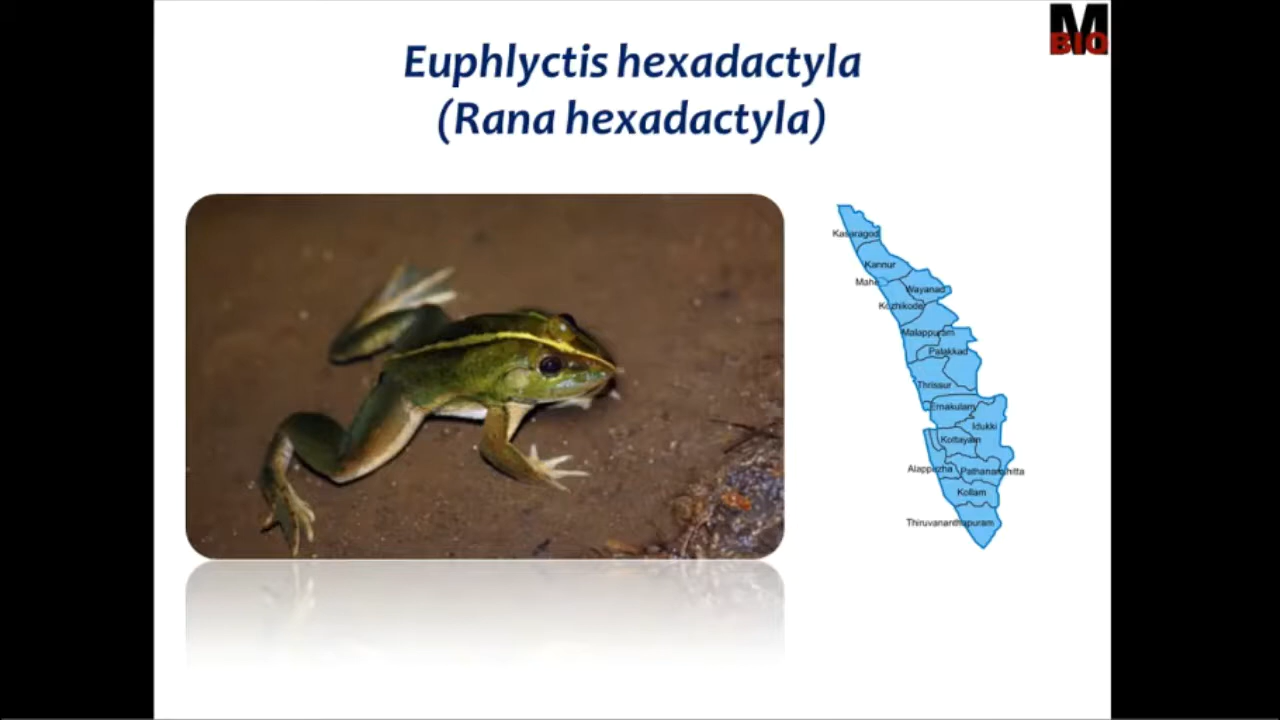 M
BIO
Euphlyctis hexadactyla
(Rana hexadactyla)
Kasaragod
Kannur
Mahe
Wayanad
Kozhikode
Malappuram
Palakkad
Thrissur
Ernakulam
Idukki
Kottayam
Alappuzha
Pathanamthitta
Kollam
Thiruvananthapuram